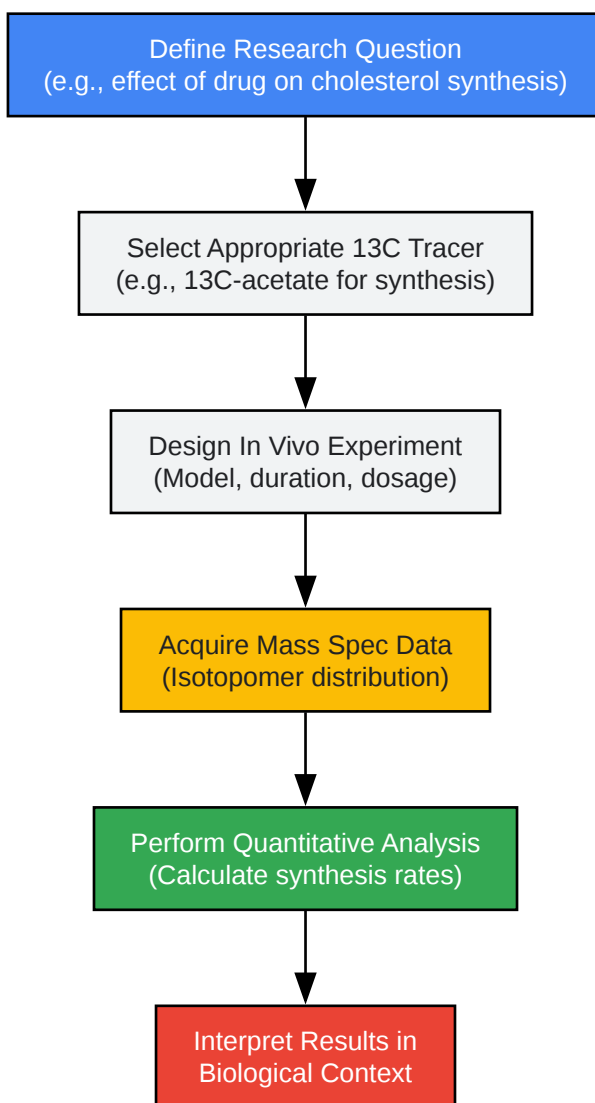 Define Research Question
(e.g., effect of drug on cholesterol synthesis)
Select Appropriate 13C Tracer
(e.g., 13C-acetate for synthesis)
Design In Vivo Experiment
(Model, duration, dosage)
Acquire Mass Spec Data
(Isotopomer distribution)
Perform Quantitative Analysis
(Calculate synthesis rates)
Interpret Results in
Biological Context